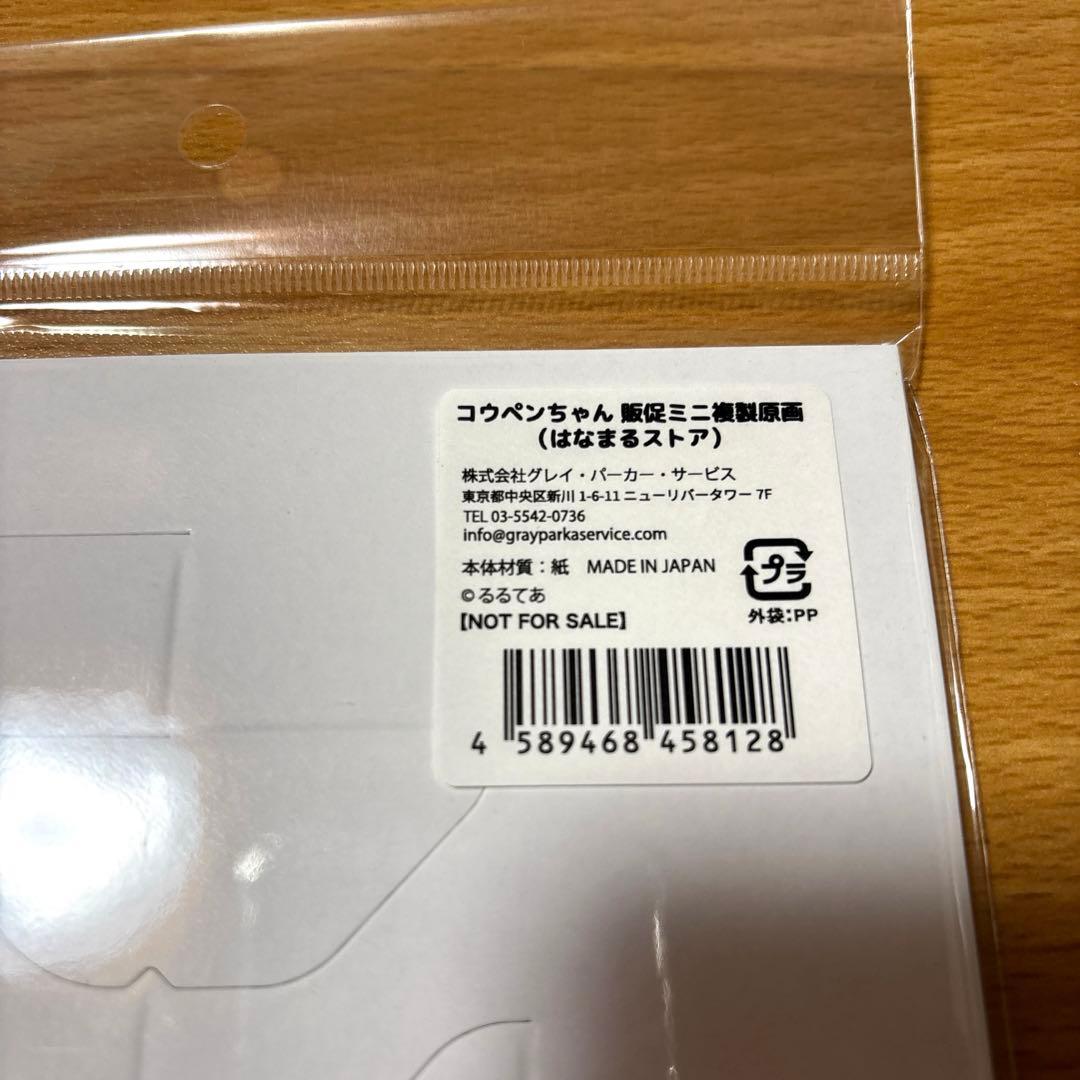 コウペンちゃん 販促ミニ複製原画
（はなまるストア）
株式会社グレイ・パーカー・サービス
東京都中央区新川 1-6-11 ニューリバータワー 7F
TEL 03-5542-0736
info@grayparkaservice.com
本体材質：紙　MADE IN JAPAN
©るるてあ
【NOT FOR SALE】
プラ
外袋:PP
4 589468 458128